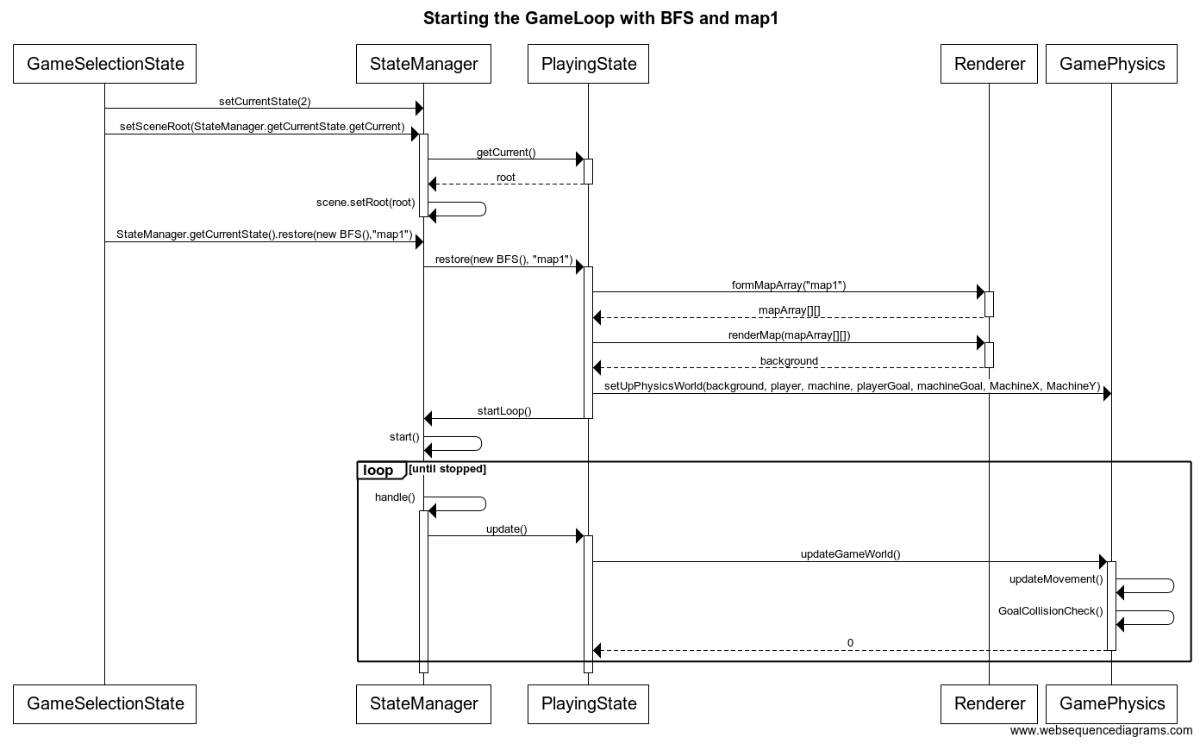 Starting the GameLoop with BFS and map1
GameSelectionState
StateManager
PlayingState
Renderer
GamePhysics
setCurrentState(2)
setSceneRoot(StateManager.getCurrentState.getCurrent)
getCurrent()
root
scene.setRoot(root)
StateManager.getCurrentState().restore(new BFS(),"map1")
restore(new BFS(), "map1")
formMapArray("map1")
mapArray[][]
renderMap(mapArray[][])
background
setUpPhysicsWorld(background, player, machine, playerGoal, machineGoal, MachineX, MachineY)
startLoop()
start()
loop
[until stopped]
handle()
update()
updateGameWorld()
updateMovement()
GoalCollisionCheck()
0
GameSelectionState
StateManager
PlayingState
Renderer
GamePhysics
www.websequencediagrams.com